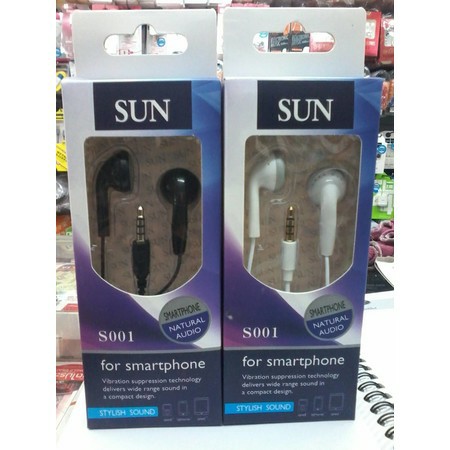 SUN
SMARTPHONE
NATURAL
AUDIO
S001
for smartphone
Vibration suppression technology
delivers wide range sound in
a compact design.
STYLISH SOUND
SUN
SMARTPHONE
NATURAL
AUDIO
S001
for smartphone
Vibration suppression technology
delivers wide range sound in
a compact design.
STYLISH SOUND